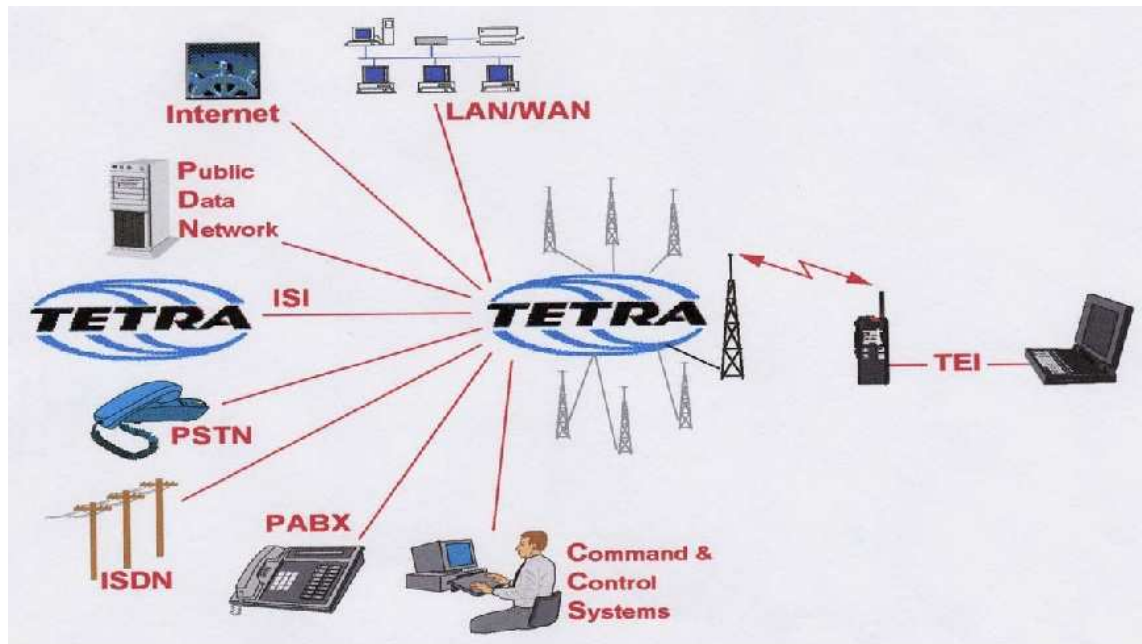 Internet
LAN/WAN
Public
Data
Network
TETRA
ISI
TETRA
TEI
PSTN
ISDN
PABX
Command &
Control
Systems